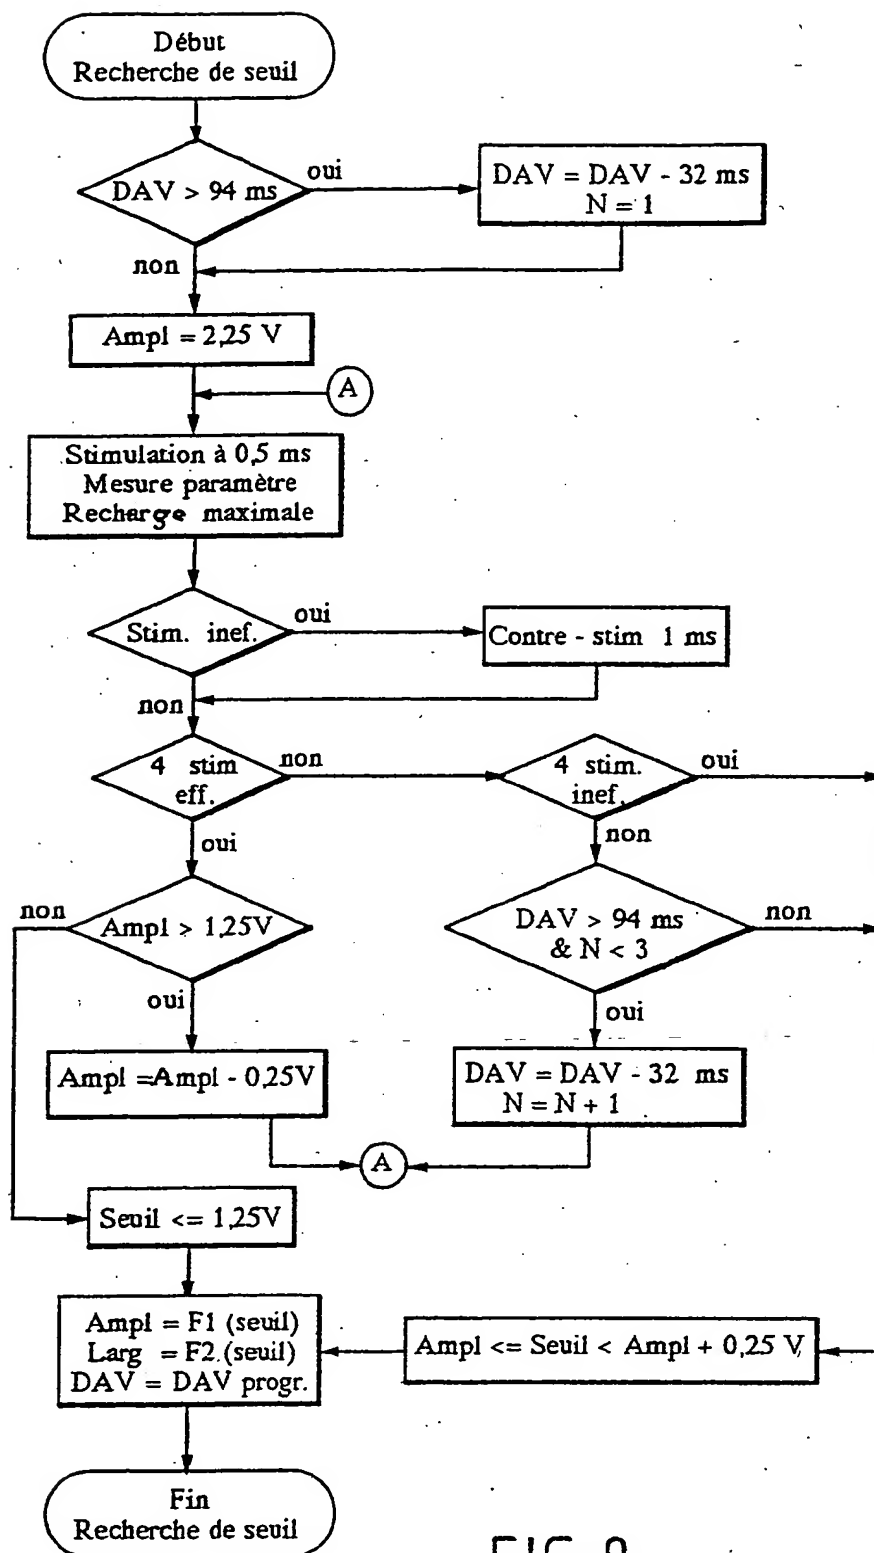 Début
Recherche de seuil
DAV > 94 ms
oui
DAV = DAV - 32 ms
N = 1
non
Ampl = 2,25 V
A
Stimulation à 0,5 ms
Mesure paramètre
Recharge maximale
Stim. inef.
oui
Contre - stim 1 ms
non
4 stim
eff.
non
4 stim.
inef.
oui
oui
non
non
Ampl > 1,25V
DAV > 94 ms
& N < 3
non
oui
oui
Ampl =Ampl - 0,25V
DAV = DAV - 32 ms
N = N + 1
A
Seuil <= 1,25V
Ampl = F1 (seuil)
Larg = F2 (seuil)
DAV = DAV progr.
Ampl <= Seuil < Ampl + 0,25 V
Fin
Recherche de seuil